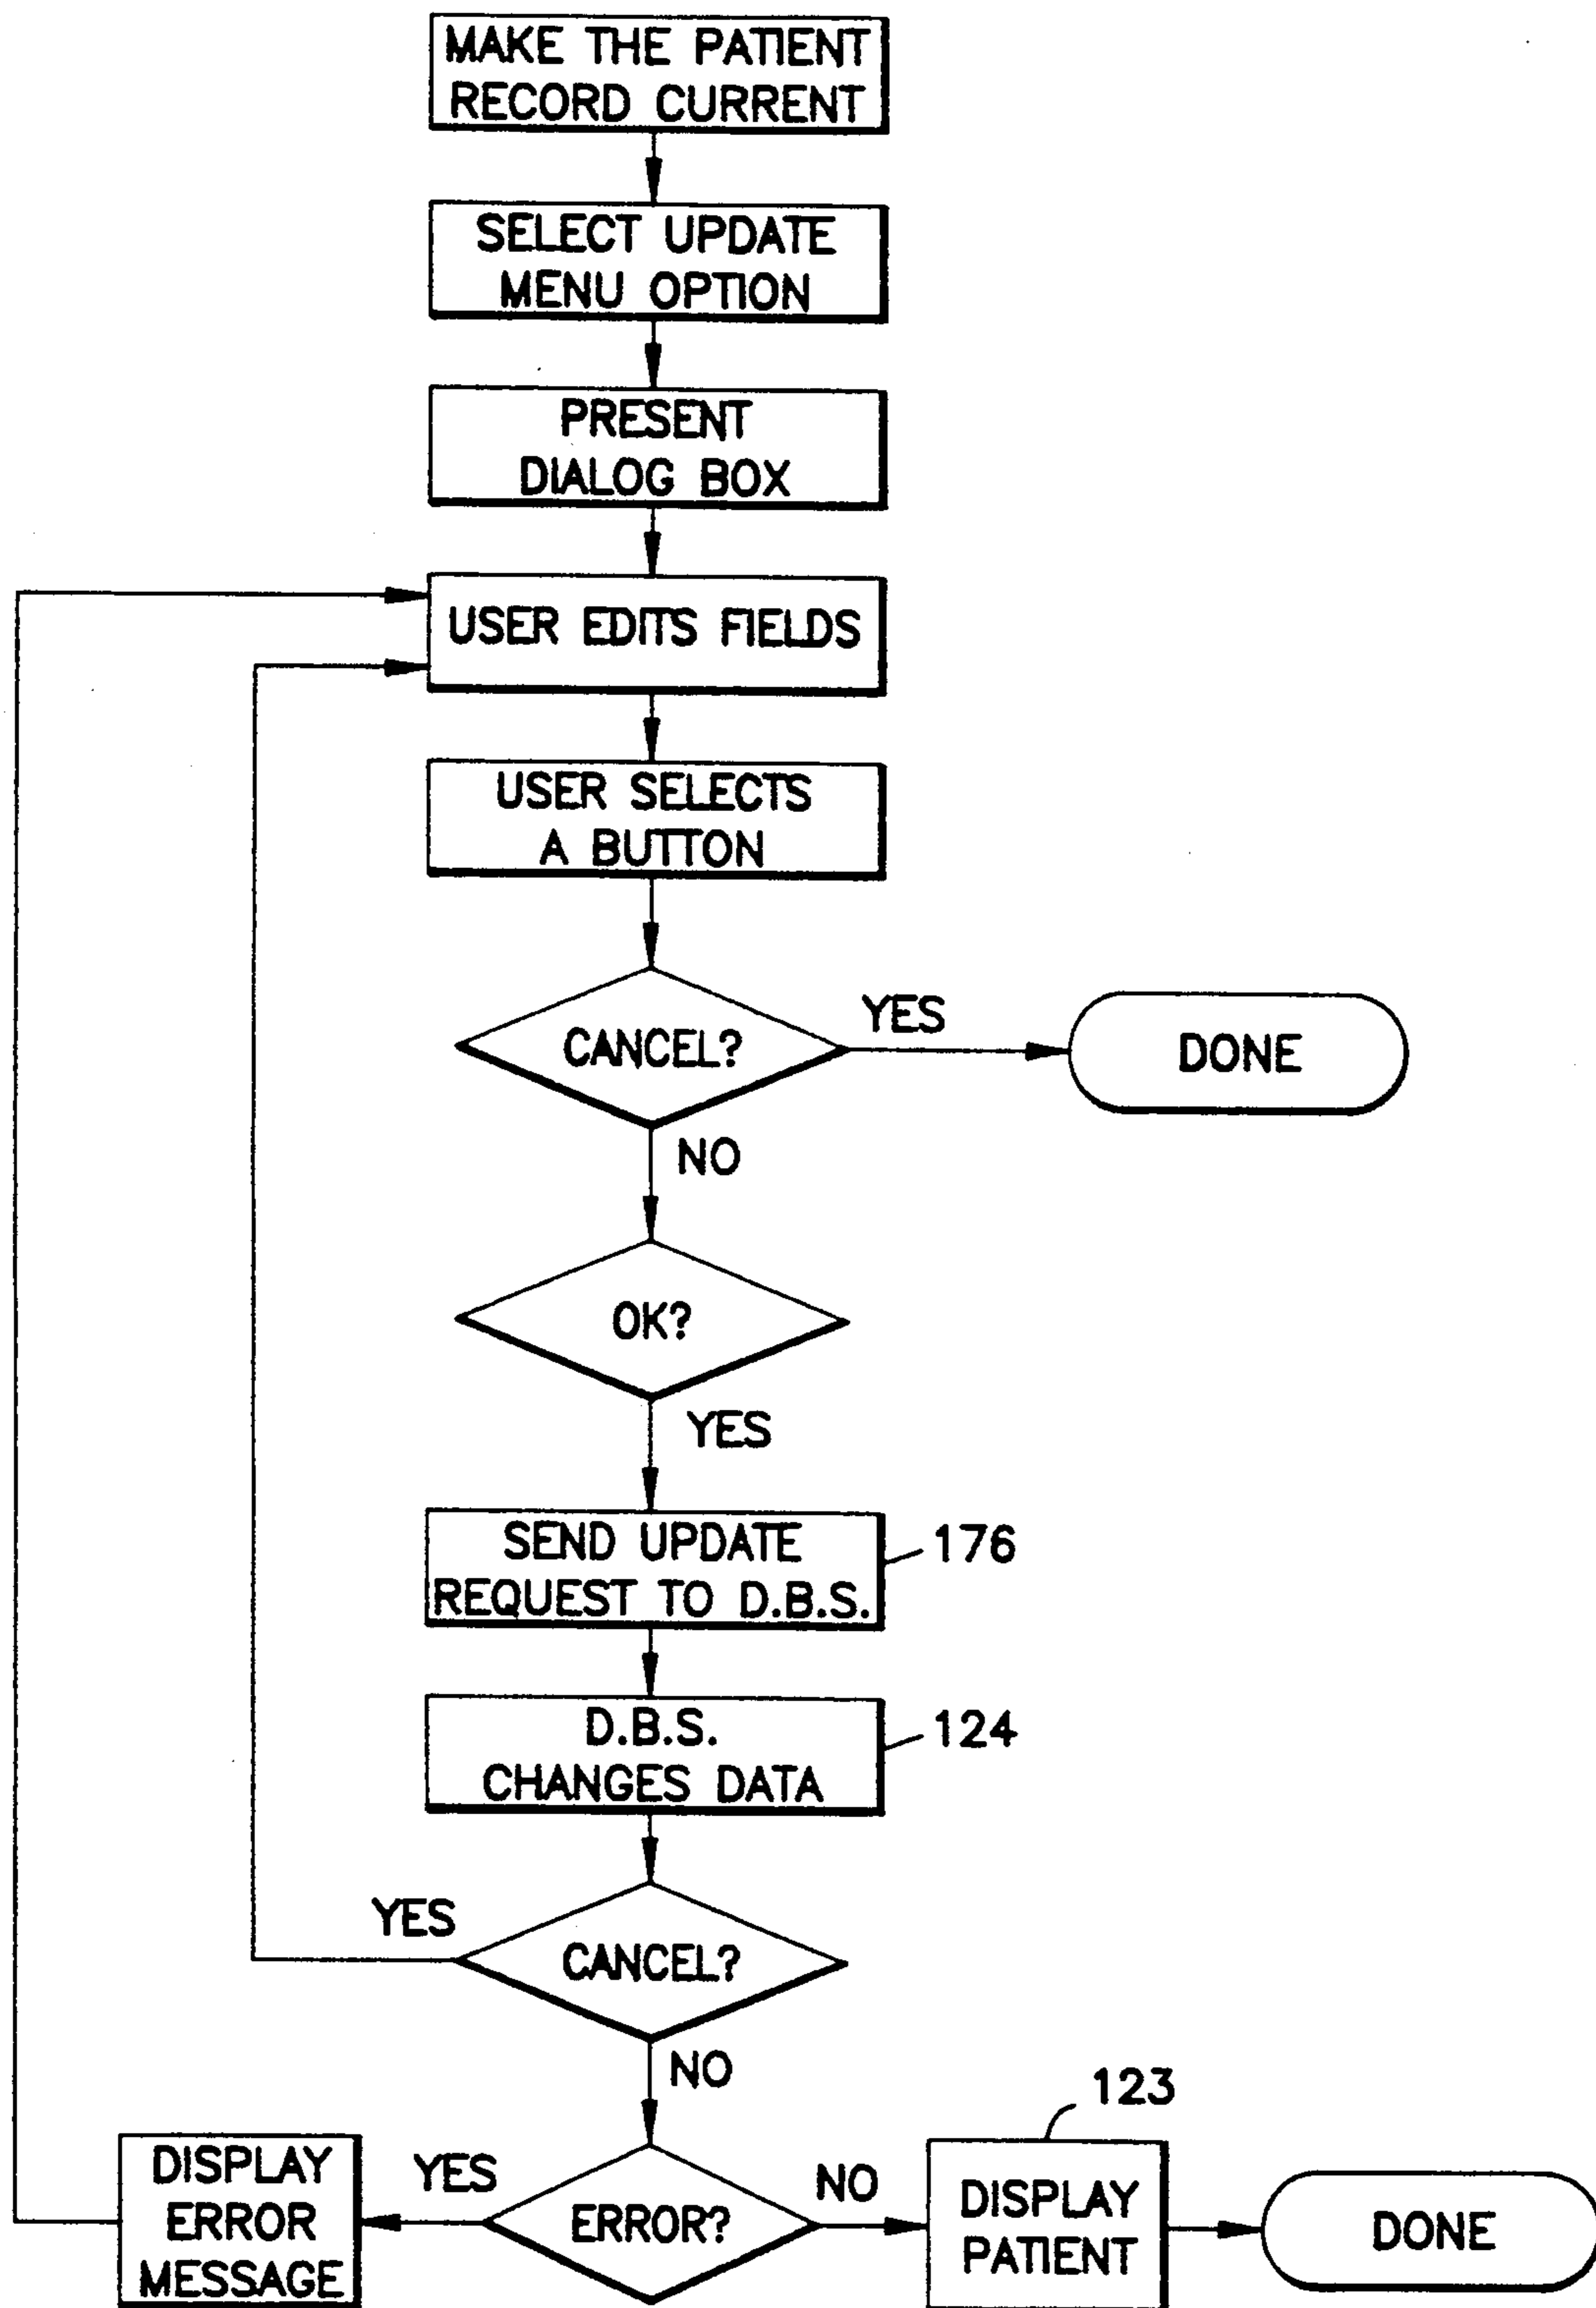 MAKE THE PATIENT
RECORD CURRENT
SELECT UPDATE
MENU OPTION
PRESENT
DIALOG BOX
USER EDITS FIELDS
USER SELECTS
A BUTTON
CANCEL?
YES
DONE
NO
OK?
YES
SEND UPDATE
REQUEST TO D.B.S.
176
D.B.S.
CHANGES DATA
124
YES
CANCEL?
NO
123
DISPLAY
ERROR
MESSAGE
YES
ERROR?
NO
DISPLAY
PATIENT
DONE